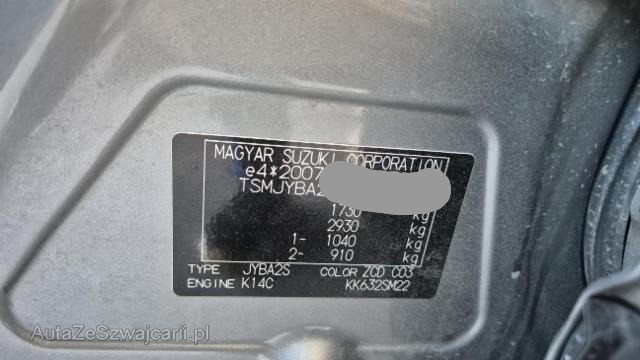 MAGYAR SUZUKI CORPORATION
e4*2007
TSMJYBA2
1730 kg
2930 kg
1- 1040 kg
2- 910 kg
TYPE JYBA2S COLOR ZCD C03
ENGINE K14C KK632SM22
AutaZeSzwajcarii.pl